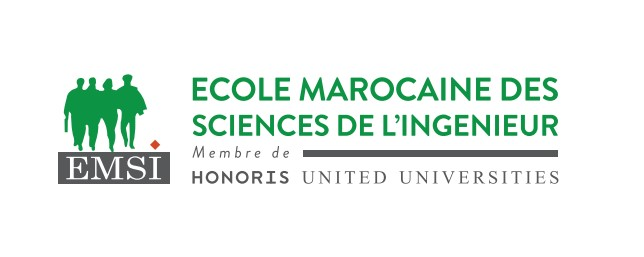 EMSI
ECOLE MAROCAINE DES
SCIENCES DE L'INGENIEUR
Membre de
HONORIS UNITED UNIVERSITIES